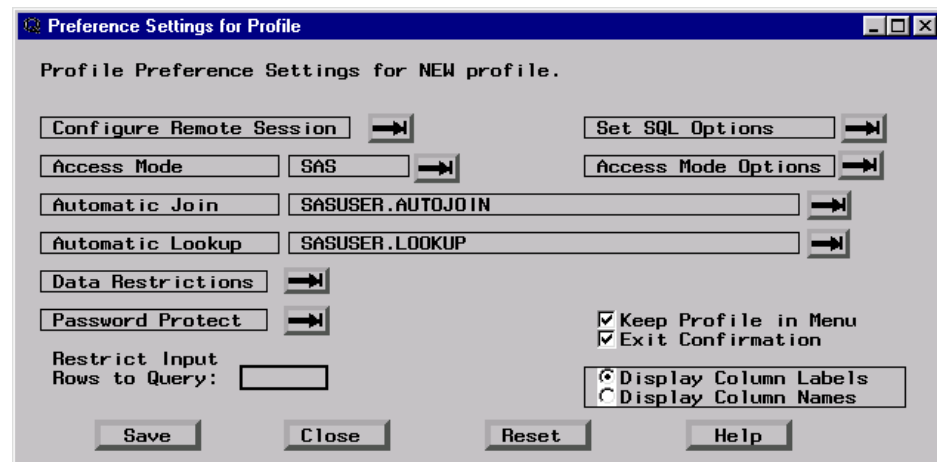 Preference Settings for Profile
Profile Preference Settings for NEW profile.
Configure Remote Session
Set SQL Options
Access Mode SAS
Access Mode Options
Automatic Join SASUSER.AUTOJOIN
Automatic Lookup SASUSER.LOOKUP
Data Restrictions
Password Protect
Keep Profile in Menu
Exit Confirmation
Restrict Input
Rows to Query:
Display Column Labels
Display Column Names
Save Close Reset Help